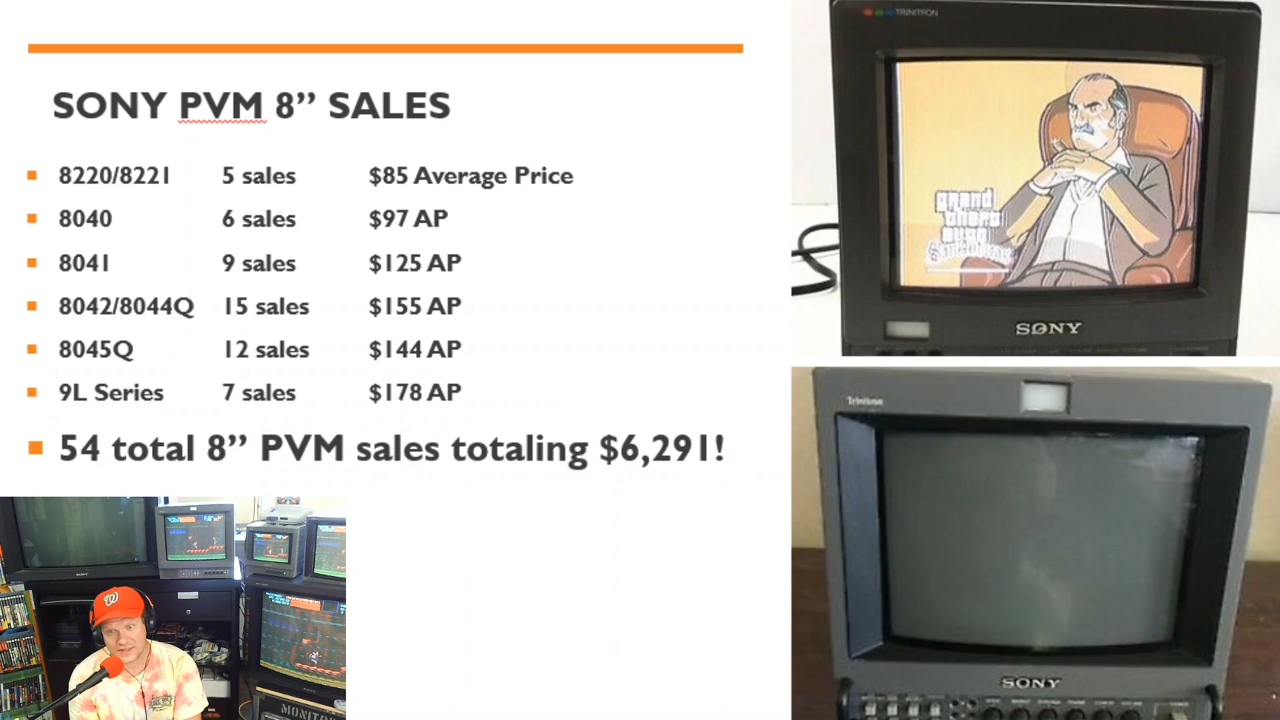 SONY PVM 8” SALES
8220/8221 5 sales $85 Average Price
8040 6 sales $97 AP
8041 9 sales $125 AP
8042/8044Q 15 sales $155 AP
8045Q 12 sales $144 AP
9L Series 7 sales $178 AP
54 total 8” PVM sales totaling $6,291!
TRINITRON
grand
theft
auto
SONY
Trinitron
SONY
W
MONITOR